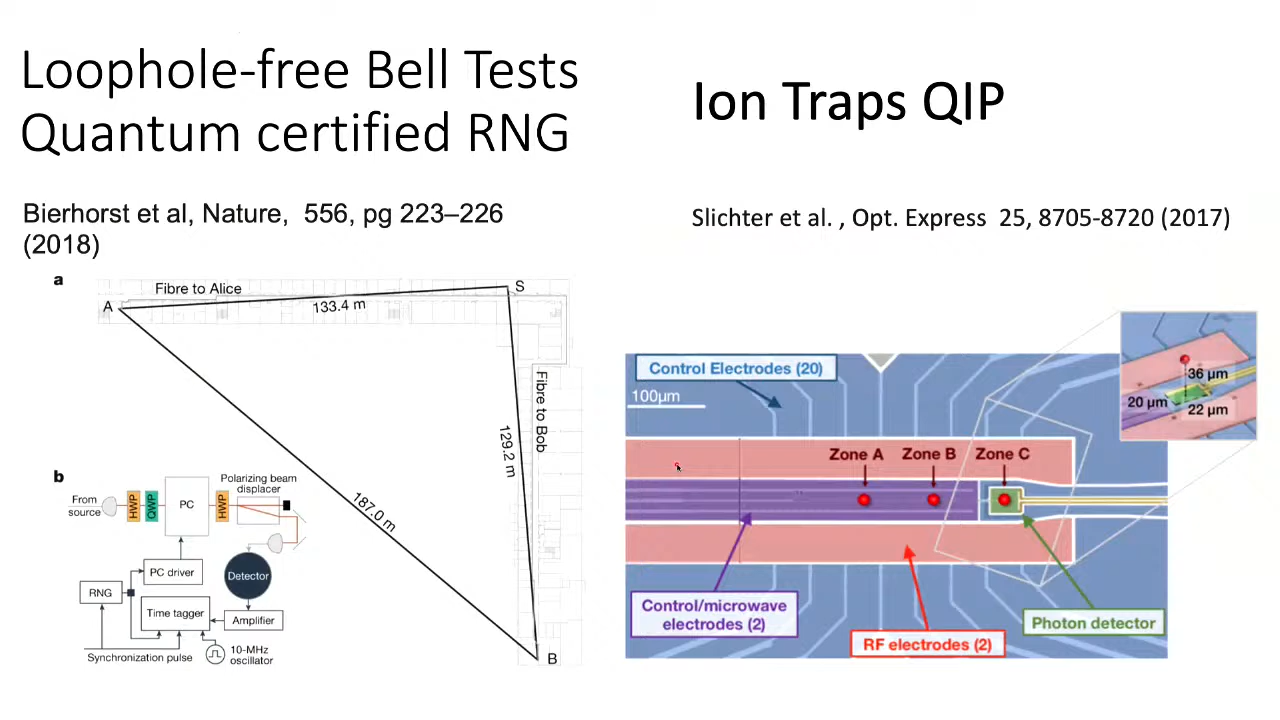 Loophole-free Bell Tests
Quantum certified RNG
Bierhorst et al, Nature,  556, pg 223–226
(2018)
a
Fibre to Alice
A
S
133.4 m
Fibre to Bob
129.2 m
187.0 m
B
b
From
source
HWP
QWP
PC
HWP
Polarizing beam
displacer
PC driver
Detector
RNG
Time tagger
Amplifier
Synchronization pulse
10-MHz
oscillator
Ion Traps QIP
Slichter et al. , Opt. Express  25, 8705-8720 (2017)
Control Electrodes (20)
100µm
Zone A
Zone B
Zone C
36 µm
20 µm
22 µm
Control/microwave
electrodes (2)
RF electrodes (2)
Photon detector